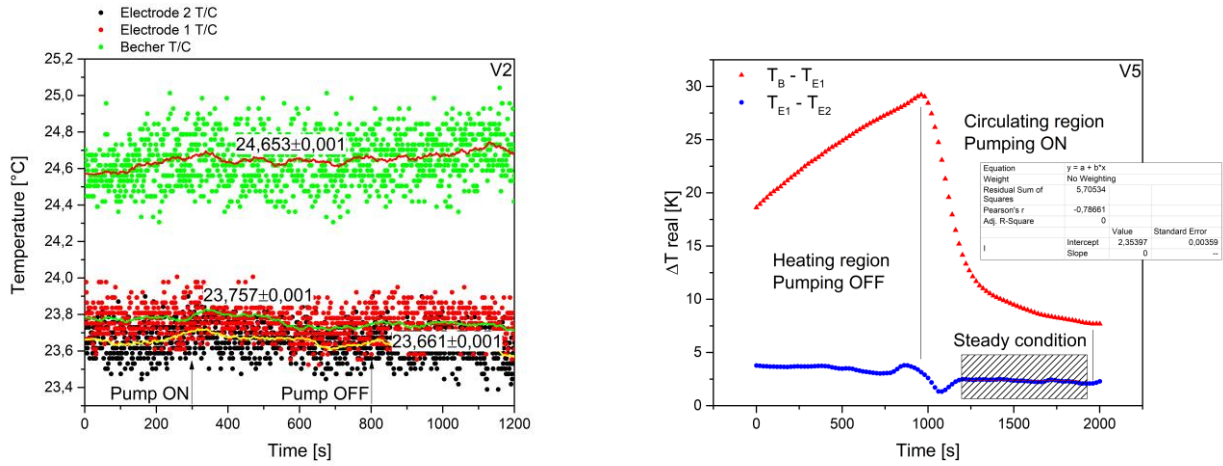 Electrode 2 T/C
Electrode 1 T/C
Becher T/C
V2
25,2
25,0
24,8
24,6
24,4
24,2
24,0
23,8
23,6
23,4
Temperature [°C]
24,653±0,001
23,757±0,001
23,661±0,001
Pump ON
Pump OFF
0 200 400 600 800 1000 1200
Time [s]
V5
T_B - T_E1
T_E1 - T_E2
30
25
20
15
10
5
0
ΔT real [K]
Circulating region
Pumping ON
Equation y = a + b*x
Weight No Weighting
Residual Sum of Squares 5,70534
Pearson's r -0,78661
Adj. R-Square 0
Value Standard Error
I Intercept 2,35397 0,00359
Slope 0 --
Heating region
Pumping OFF
Steady condition
0 500 1000 1500 2000
Time [s]